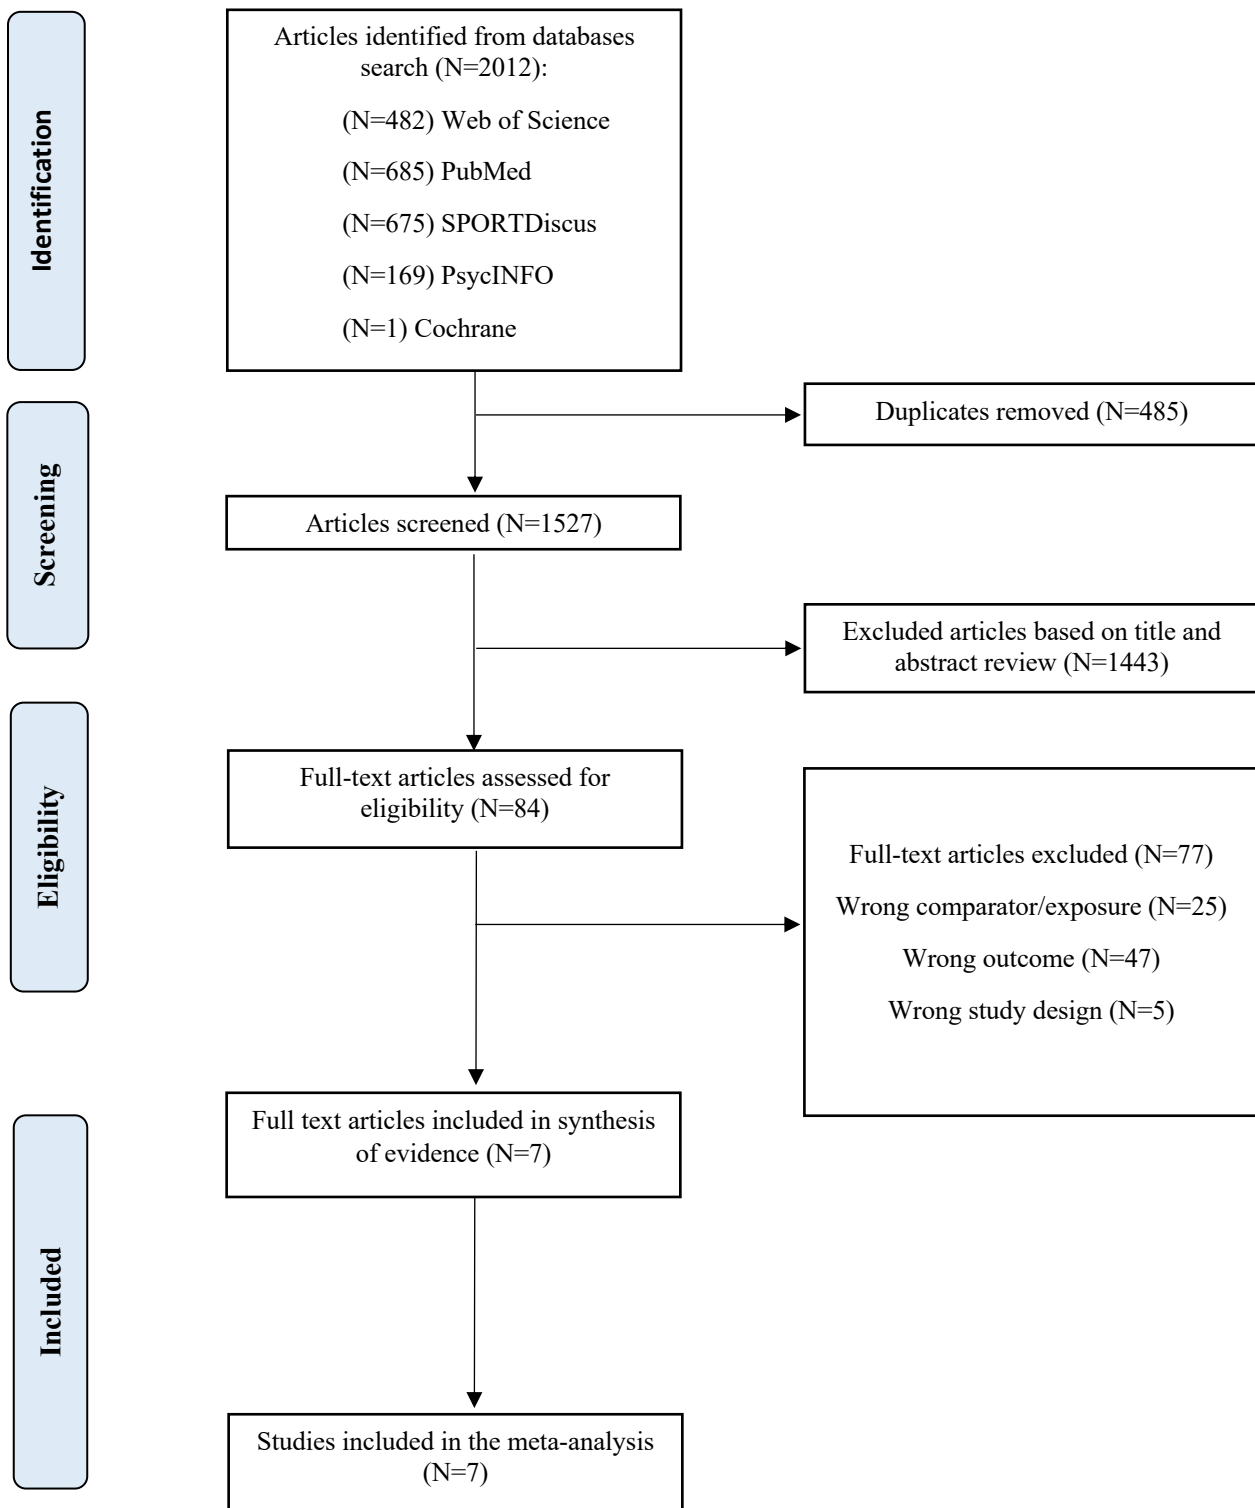 Identification
Articles identified from databases
search (N=2012):
(N=482) Web of Science
(N=685) PubMed
(N=675) SPORTDiscus
(N=169) PsycINFO
(N=1) Cochrane
Duplicates removed (N=485)
Screening
Articles screened (N=1527)
Excluded articles based on title and
abstract review (N=1443)
Eligibility
Full-text articles assessed for
eligibility (N=84)
Full-text articles excluded (N=77)
Wrong comparator/exposure (N=25)
Wrong outcome (N=47)
Wrong study design (N=5)
Included
Full text articles included in synthesis
of evidence (N=7)
Studies included in the meta-analysis
(N=7)